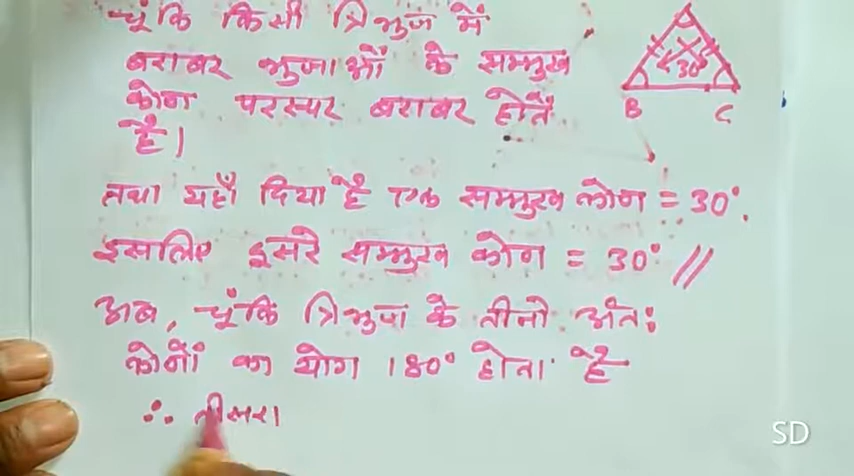 चूंकि किसी त्रिभुज में
बराबर भुजाओं के सम्मुख
कोण परस्पर बराबर होते
है।
30°
B C
तथा यहाँ दिया है एक सम्मुख कोण = 30°.
इसलिए दूसरे सम्मुख कोण = 30° //
अब, चूंकि त्रिभुज के तीनो अंत:
कोणों का योग 180° होता है
∴ तीसरा
SD